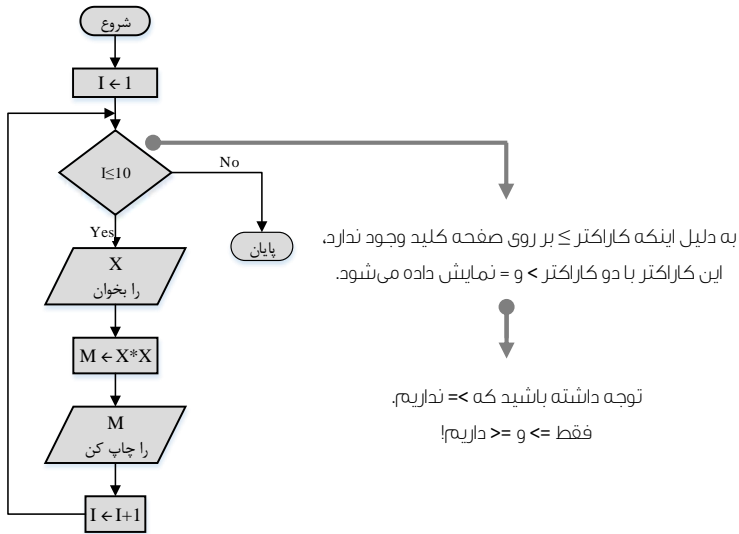 شروع
I ← 1
I≤10
No
Yes
پایان
X
را بخوان
M ← X*X
M
را چاپ کن
I ← I+1
به دلیل اینکه کاراکتر ≥ بر روی صفحه کلید وجود ندارد،
این کاراکتر با دو کاراکتر > و = نمایش داده می‌شود.
توجه داشته باشید که >= نداریم.
فقط => و =< داریم!